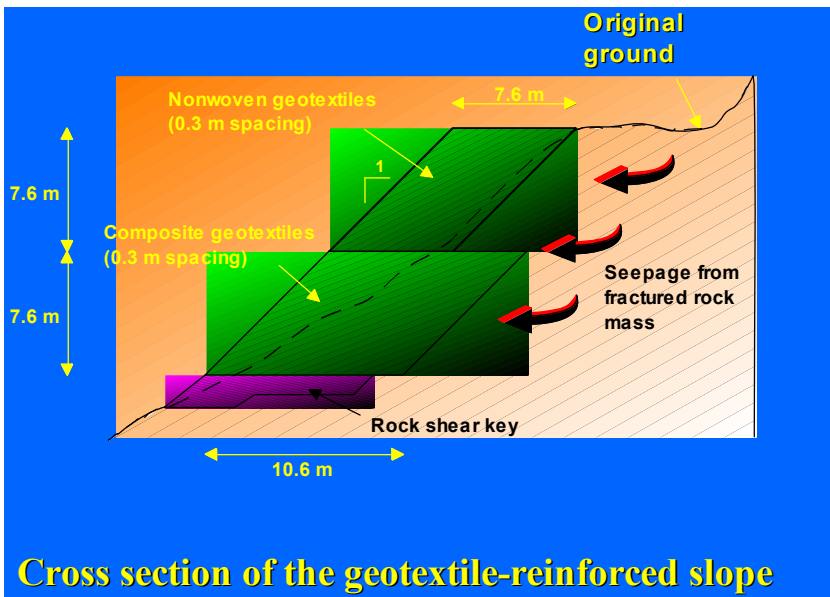 Original
ground
Nonwoven geotextiles
(0.3 m spacing)
7.6 m
1
7.6 m
Composite geotextiles
(0.3 m spacing)
7.6 m
Seepage from
fractured rock
mass
Rock shear key
10.6 m
Cross section of the geotextile-reinforced slope